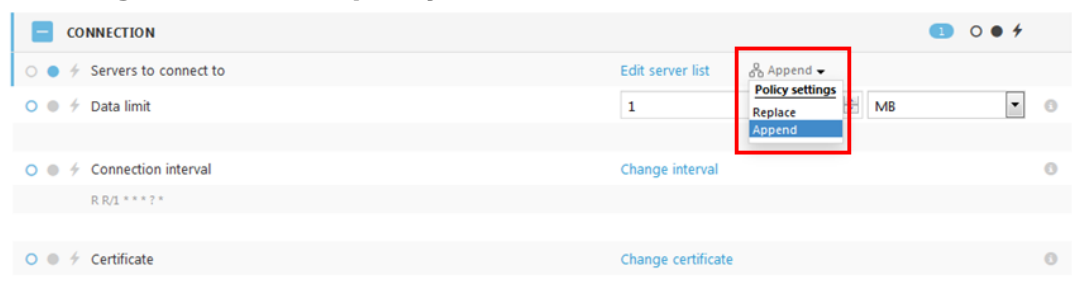 CONNECTION 1
Servers to connect to Edit server list Append
Policy settings
Data limit 1 MB
Replace
Append
Connection interval Change interval
R R/1 * * * ? *
Certificate Change certificate